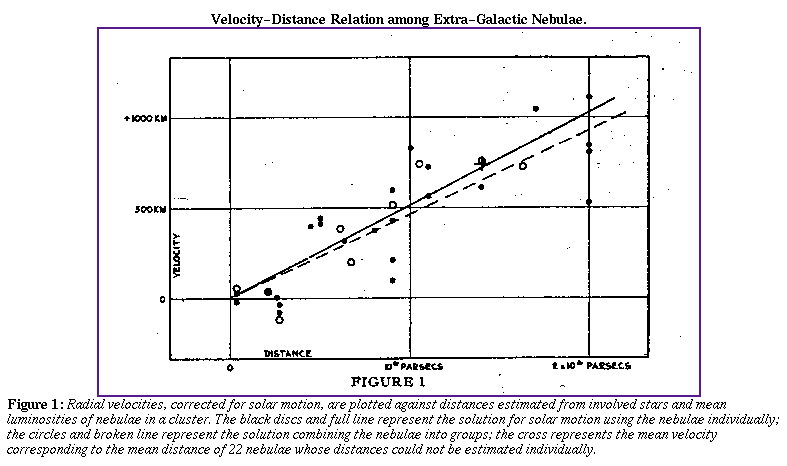 Velocity-Distance Relation among Extra-Galactic Nebulae.
+1000 KM
500 KM
VELOCITY
0
DISTANCE
0
10⁶ PARSECS
2 x 10⁶ PARSECS
FIGURE 1
Figure 1: Radial velocities, corrected for solar motion, are plotted against distances estimated from involved stars and mean
luminosities of nebulae in a cluster. The black discs and full line represent the solution for solar motion using the nebulae individually;
the circles and broken line represent the solution combining the nebulae into groups; the cross represents the mean velocity
corresponding to the mean distance of 22 nebulae whose distances could not be estimated individually.